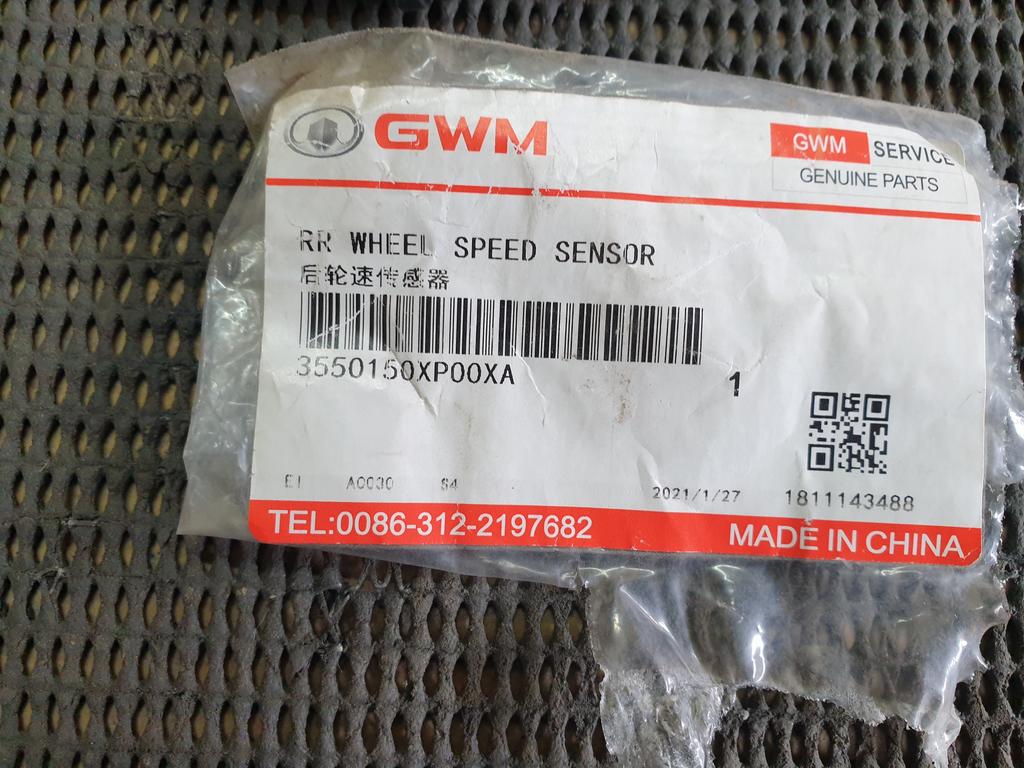 GWM
GWM SERVICE
GENUINE PARTS
RR WHEEL SPEED SENSOR
后轮速传感器
3550150XP00XA
1
A0030 S4
2021/1/27 1811143488
TEL:0086-312-2197682
MADE IN CHINA